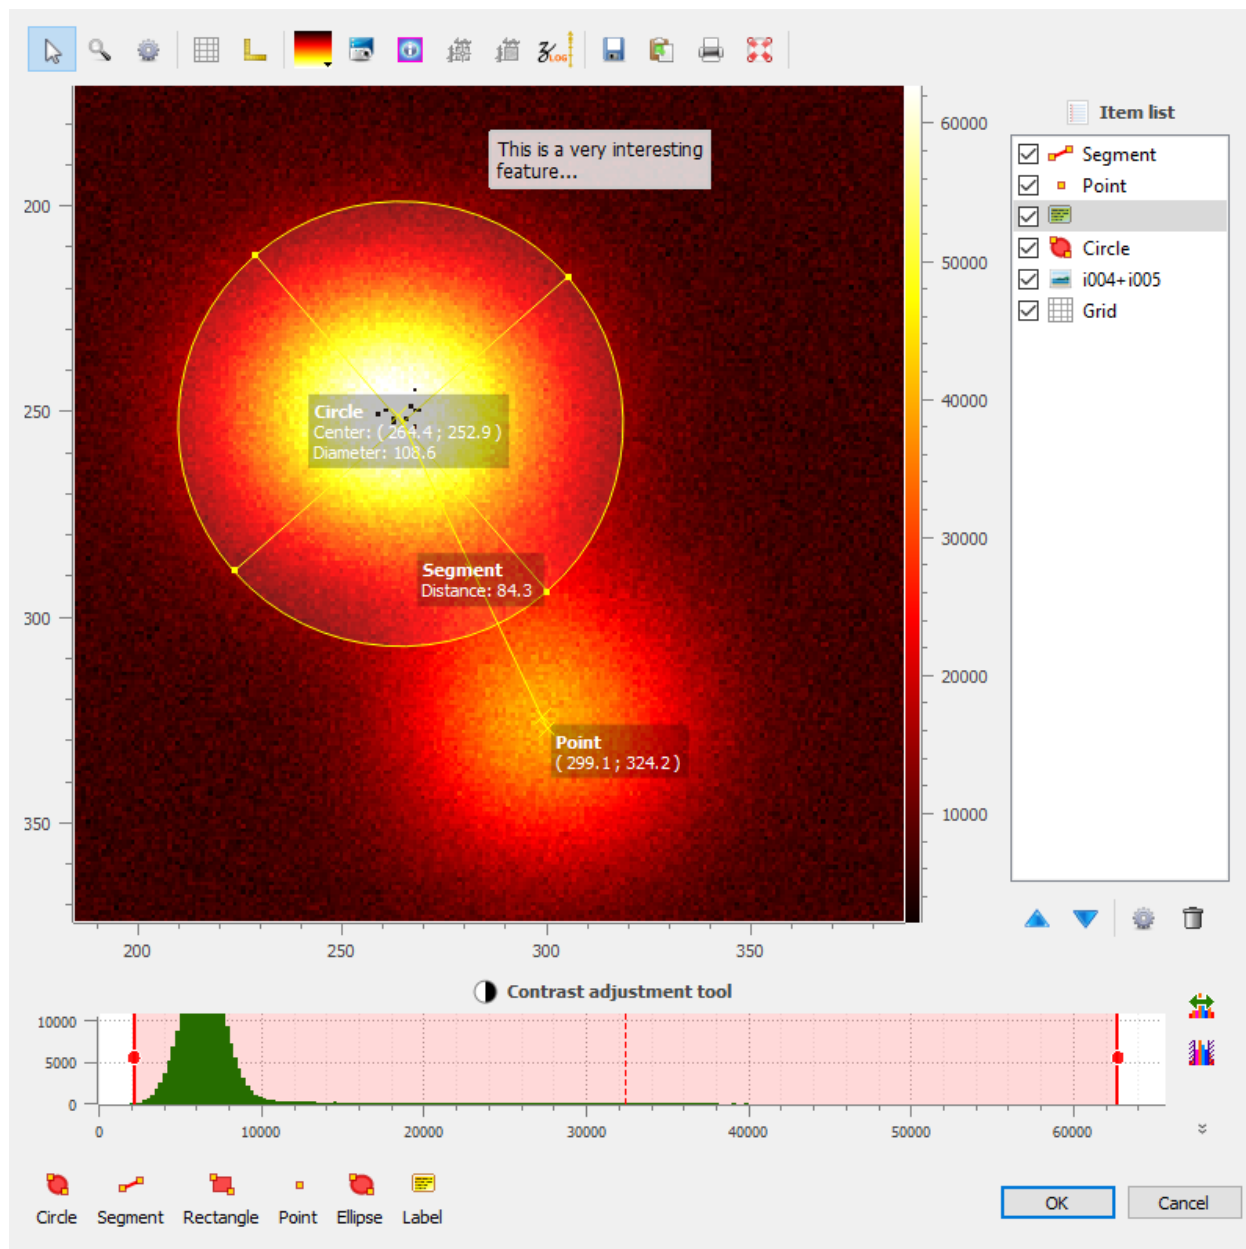 LOG
Item list
This is a very interesting
feature...
Segment
Point
Circle
i004+i005
Grid
60000
50000
40000
30000
20000
10000
200
250
300
350
Circle
Center: ( 264.4 ; 252.9 )
Diameter: 108.6
Segment
Distance: 84.3
Point
( 299.1 ; 324.2 )
200
250
300
350
Contrast adjustment tool
10000
5000
0
0
10000
20000
30000
40000
50000
60000
Circle
Segment
Rectangle
Point
Ellipse
Label
OK
Cancel